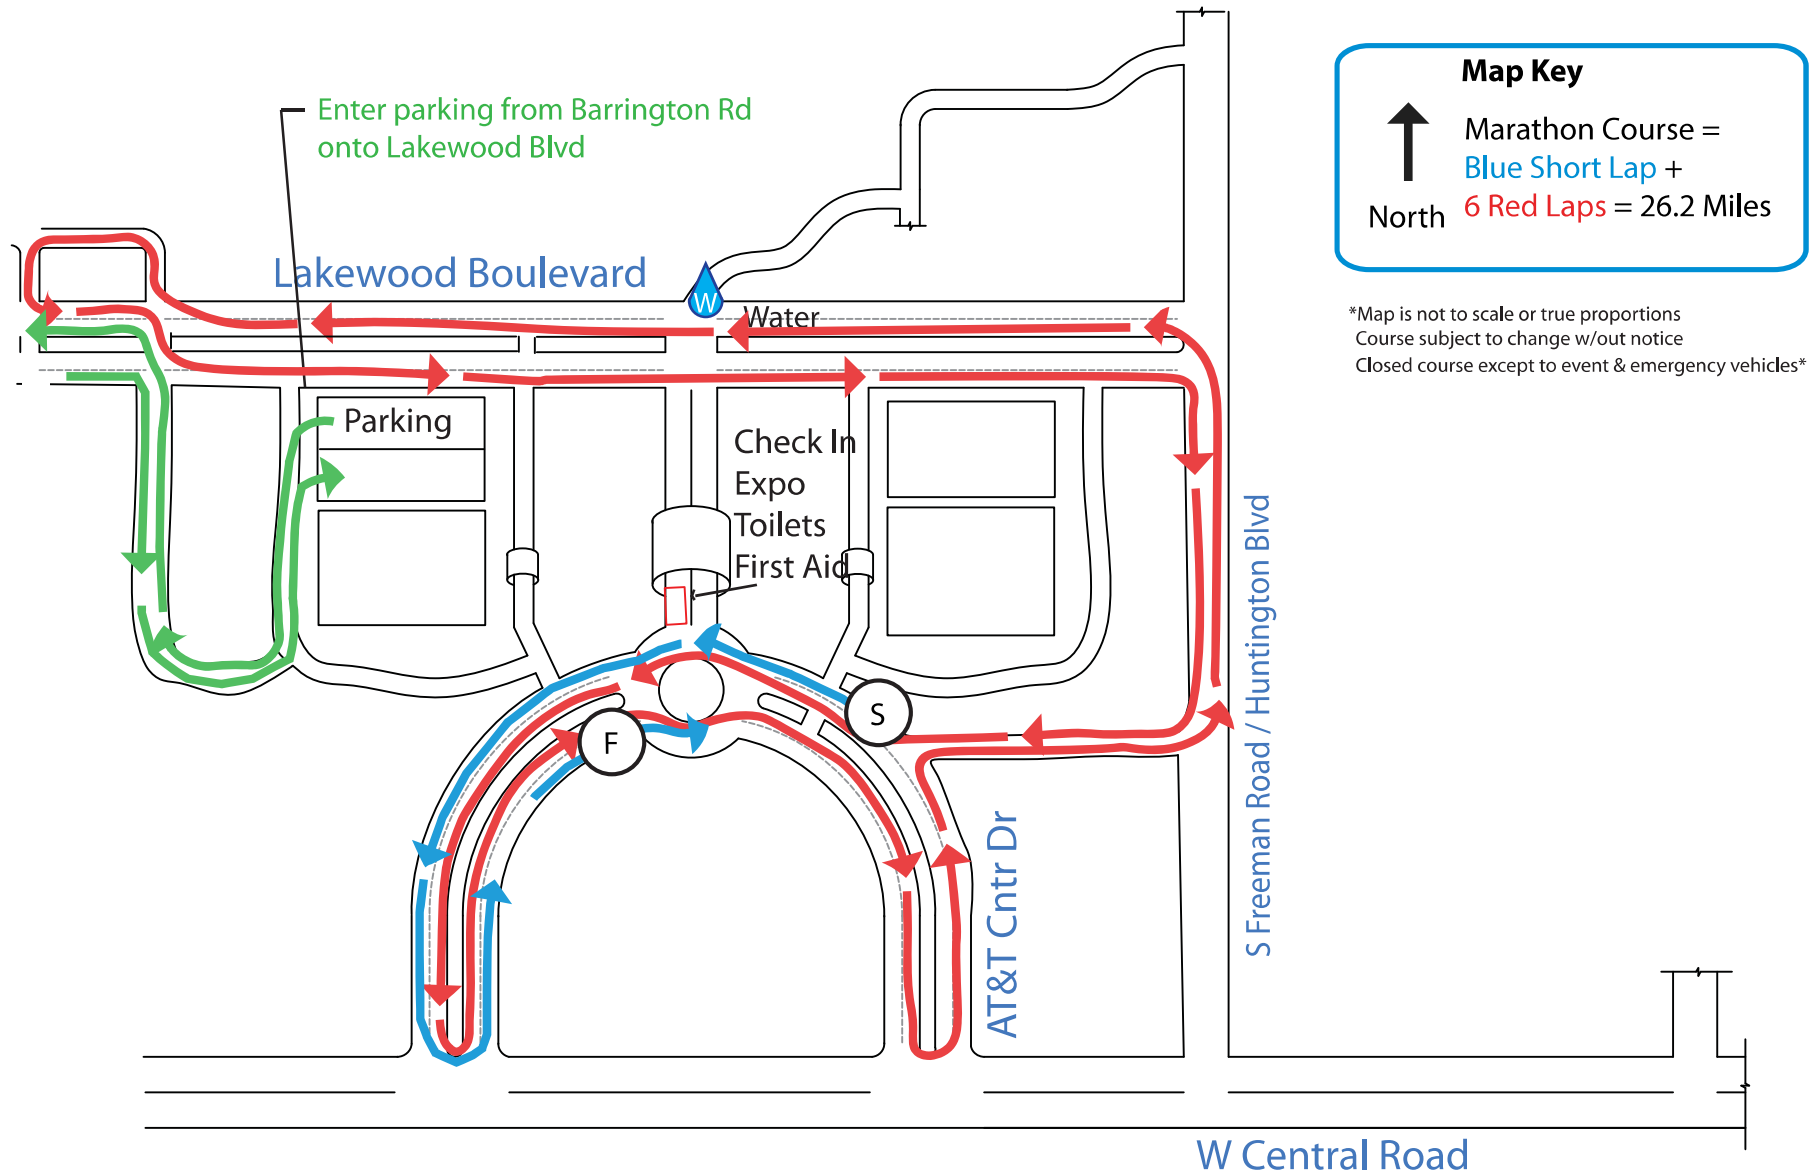 Map Key
Marathon Course =
Blue Short Lap +
6 Red Laps = 26.2 Miles
North
*Map is not to scale or true proportions
Course subject to change w/out notice
Closed course except to event & emergency vehicles*
Enter parking from Barrington Rd
onto Lakewood Blvd
Lakewood Boulevard
W
Water
Parking
Check In
Expo
Toilets
First Aid
S
F
S Freeman Road / Huntington Blvd
AT&T Cntr Dr
W Central Road